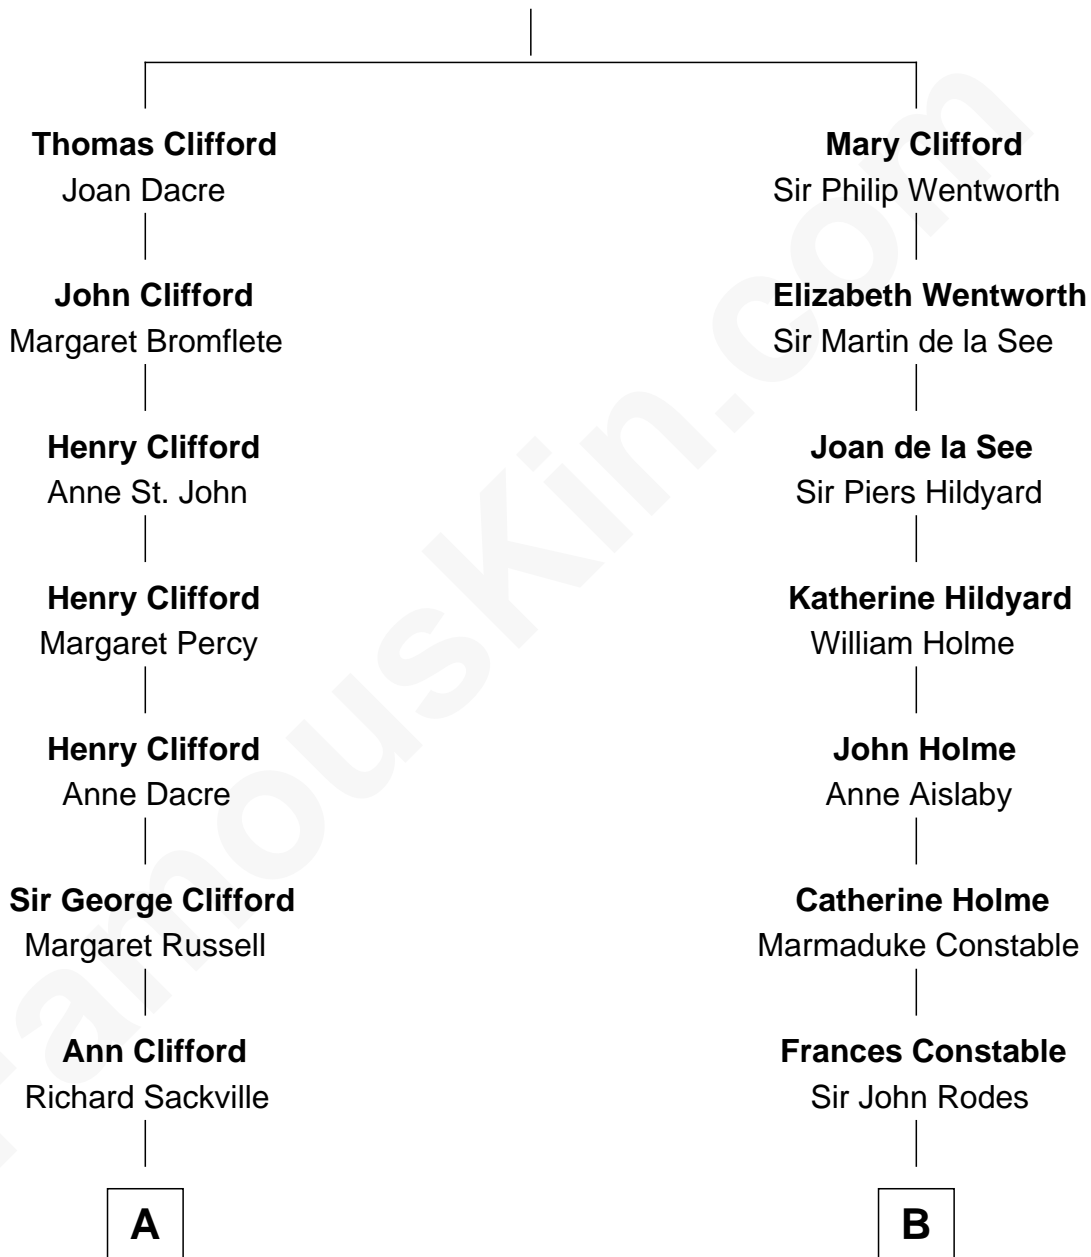 Thomas Clifford
Joan Dacre
Mary Clifford
Sir Philip Wentworth
John Clifford
Margaret Bromflete
Elizabeth Wentworth
Sir Martin de la See
Henry Clifford
Anne St. John
Joan de la See
Sir Piers Hildyard
Henry Clifford
Margaret Percy
Katherine Hildyard
William Holme
Henry Clifford
Anne Dacre
John Holme
Anne Aislaby
Sir George Clifford
Margaret Russell
Catherine Holme
Marmaduke Constable
Ann Clifford
Richard Sackville
Frances Constable
Sir John Rodes
A
B
FamousKin.com